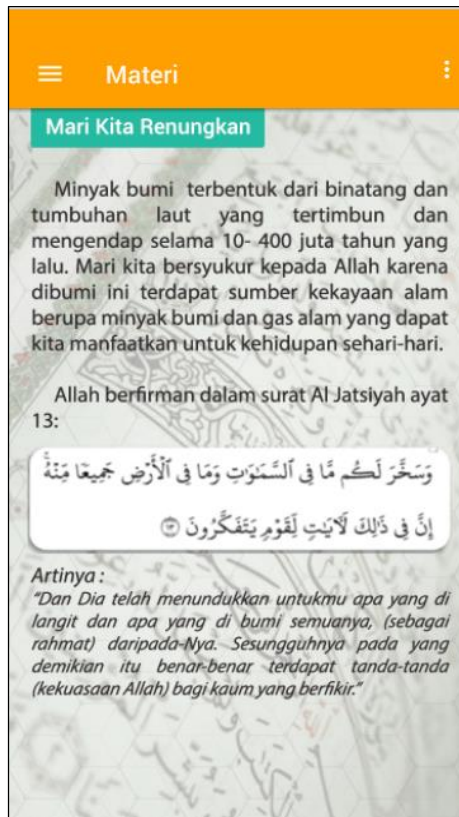 Materi
Mari Kita Renungkan
Minyak bumi terbentuk dari binatang dan
tumbuhan laut yang tertimbun dan
mengendap selama 10- 400 juta tahun yang
lalu. Mari kita bersyukur kepada Allah karena
dibumi ini terdapat sumber kekayaan alam
berupa minyak bumi dan gas alam yang dapat
kita manfaatkan untuk kehidupan sehari-hari.
Allah berfirman dalam surat Al Jatsiyah ayat
13:
وَسَخَّرَ لَكُم مَّا فِي ٱلسَّمَـٰوَٰتِ وَمَا فِي ٱلْأَرْضِ جَمِيعًا مِّنْهُ ۚ
إِنَّ فِي ذَٰلِكَ لَـَٔايَـٰتٍ لِّقَوْمٍ يَتَفَكَّرُونَ ۝١٣
Artinya :
“Dan Dia telah menundukkan untukmu apa yang di
langit dan apa yang di bumi semuanya, (sebagai
rahmat) daripada-Nya. Sesungguhnya pada yang
demikian itu benar-benar terdapat tanda-tanda
(kekuasaan Allah) bagi kaum yang berfikir.”